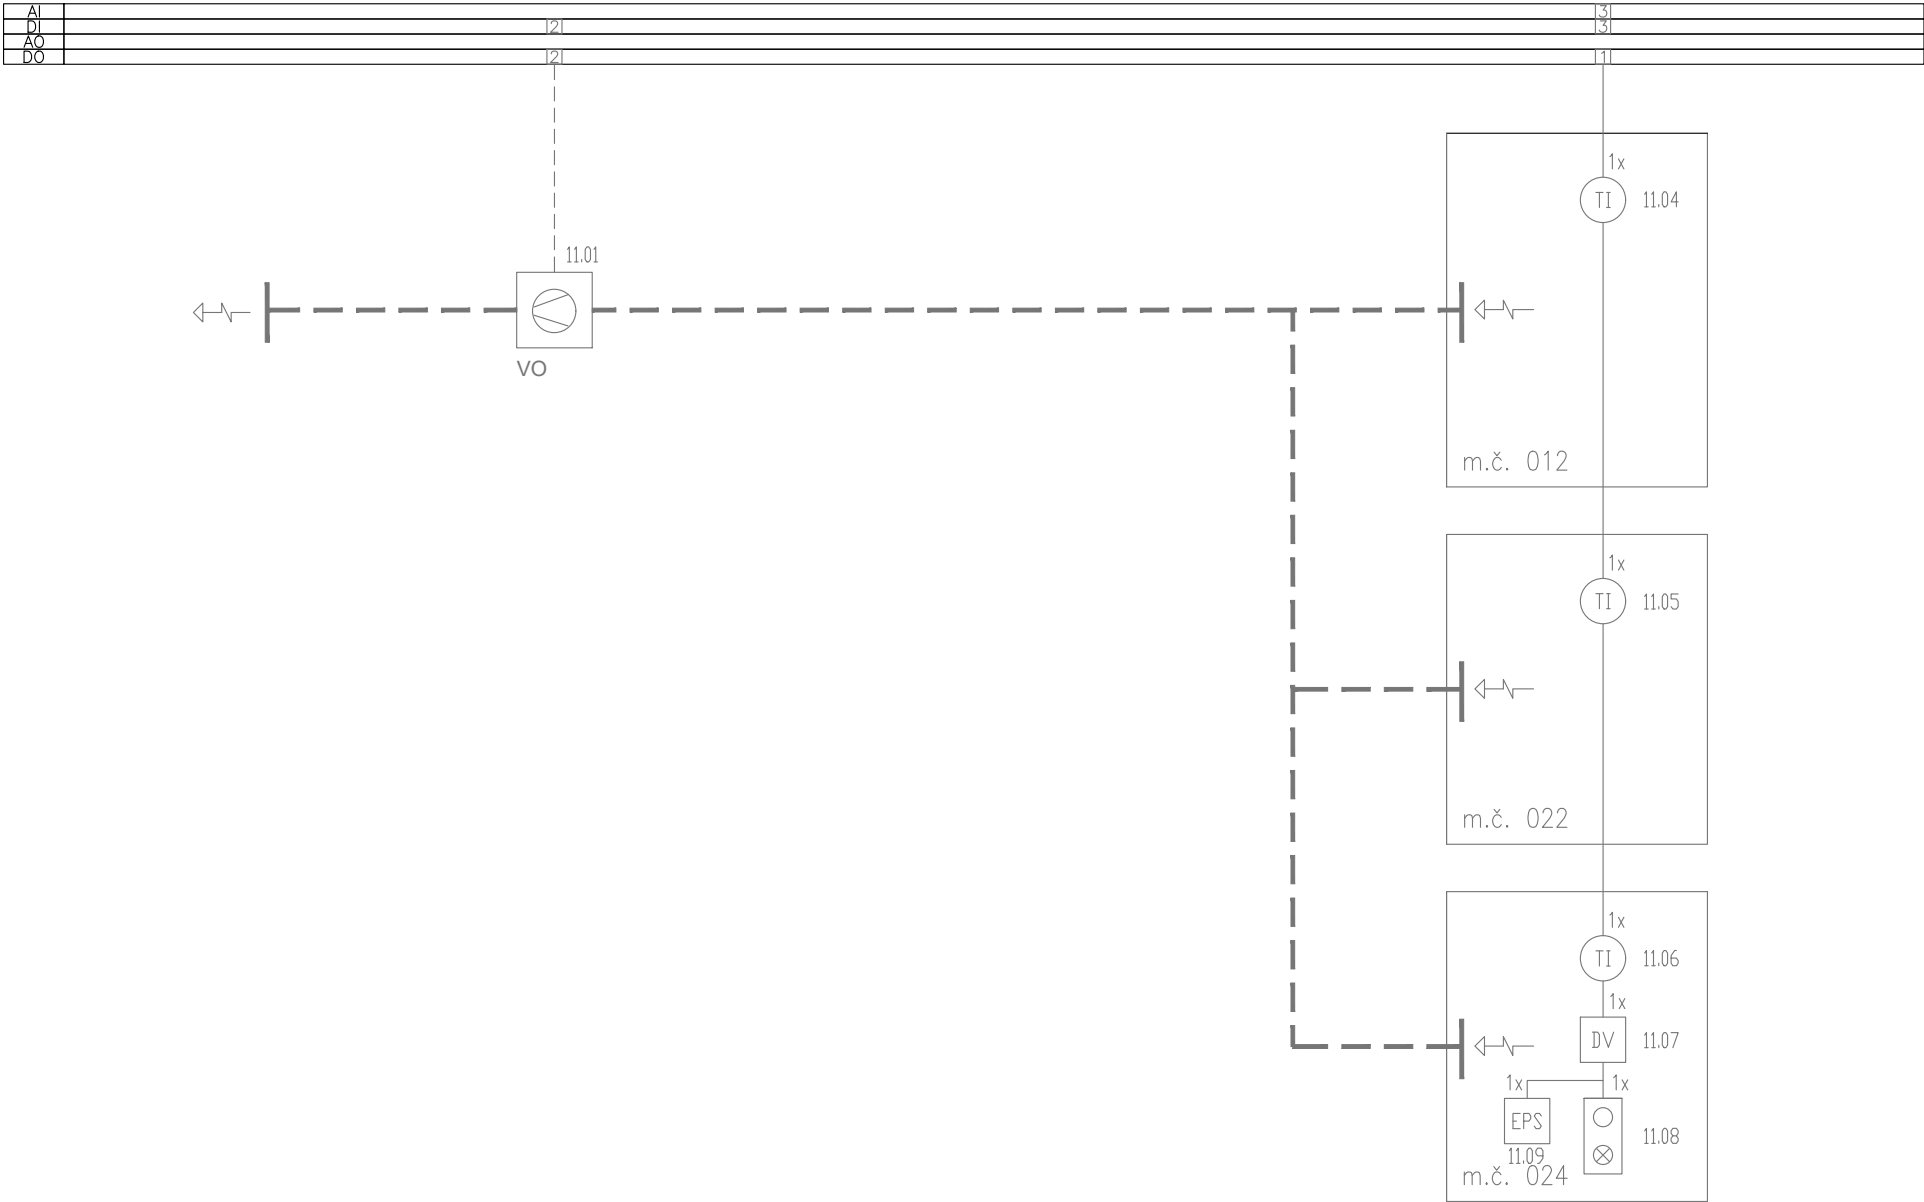 AI 3
DI 2 3
AO
DO 2 1
1x
TI 11.04
11.01
VO
m.č. 012
1x
TI 11.05
m.č. 022
1x
TI 11.06
1x
DV 11.07
1x 1x
EPS
11.08
11.09
m.č. 024